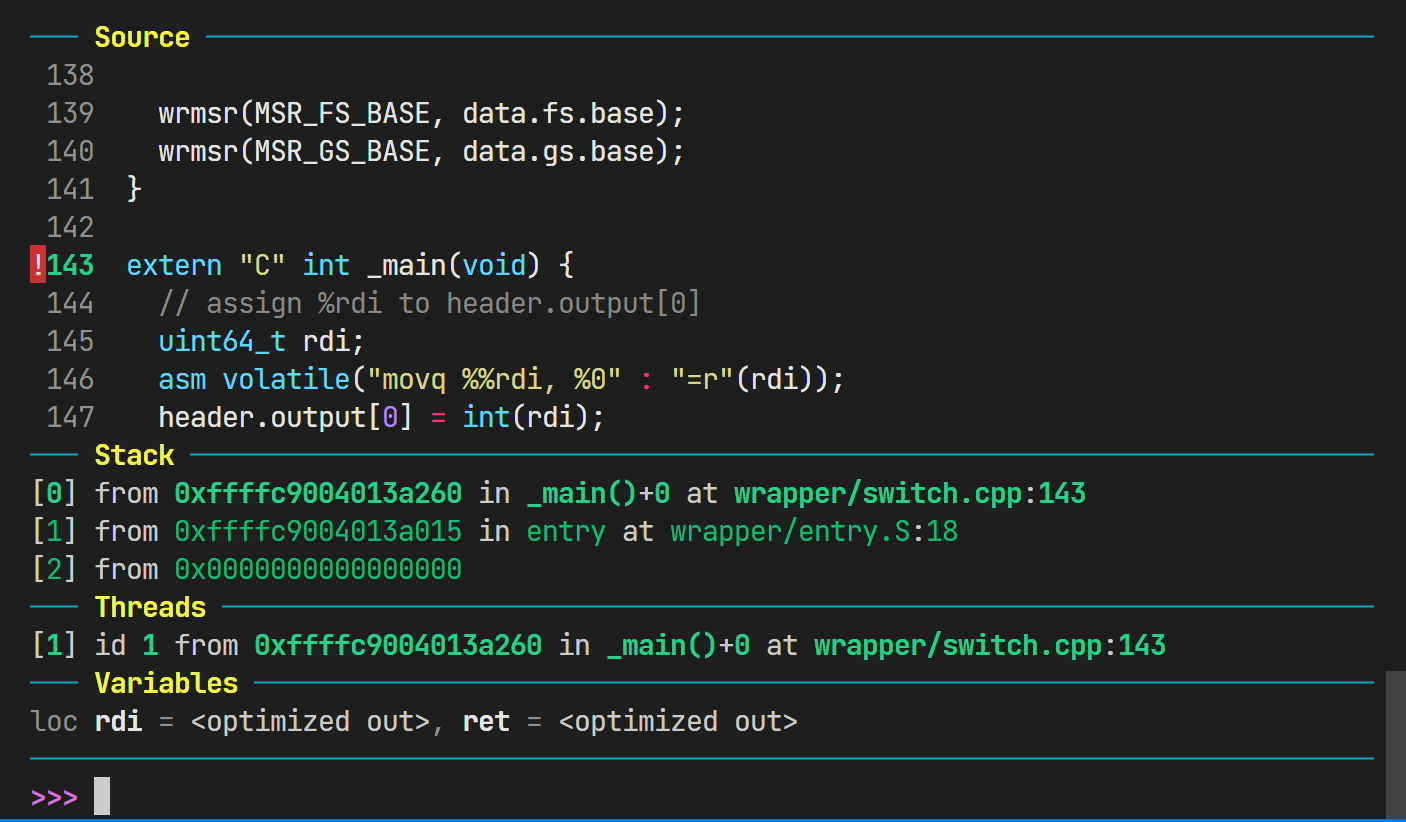 Source
138
139    wrmsr(MSR_FS_BASE, data.fs.base);
140    wrmsr(MSR_GS_BASE, data.gs.base);
141  }
142
!143  extern "C" int _main(void) {
144    // assign %rdi to header.output[0]
145    uint64_t rdi;
146    asm volatile("movq %%rdi, %0" : "=r"(rdi));
147    header.output[0] = int(rdi);
Stack
[0] from 0xffffc9004013a260 in _main()+0 at wrapper/switch.cpp:143
[1] from 0xffffc9004013a015 in entry at wrapper/entry.S:18
[2] from 0x0000000000000000
Threads
[1] id 1 from 0xffffc9004013a260 in _main()+0 at wrapper/switch.cpp:143
Variables
loc rdi = <optimized out>, ret = <optimized out>
>>>